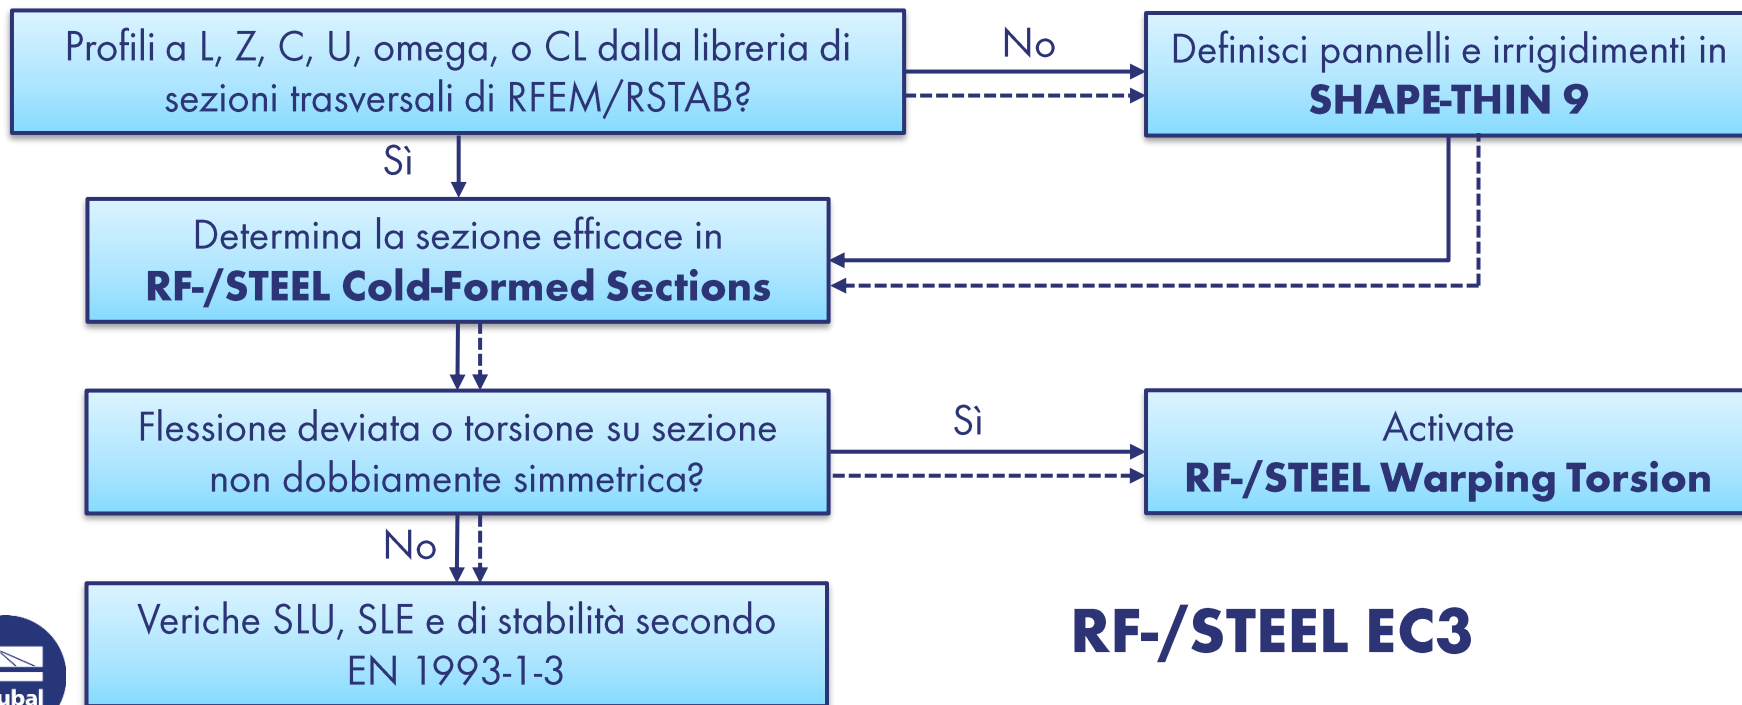 Profili a L, Z, C, U, omega, o CL dalla libreria di
sezioni trasversali di RFEM/RSTAB?
No
Definisci pannelli e irrigidimenti in
SHAPE-THIN 9
Sì
Determina la sezione efficace in
RF-/STEEL Cold-Formed Sections
Flessione deviata o torsione su sezione
non dobbiamente simmetrica?
Sì
Activate
RF-/STEEL Warping Torsion
No
Veriche SLU, SLE e di stabilità secondo
EN 1993-1-3
RF-/STEEL EC3